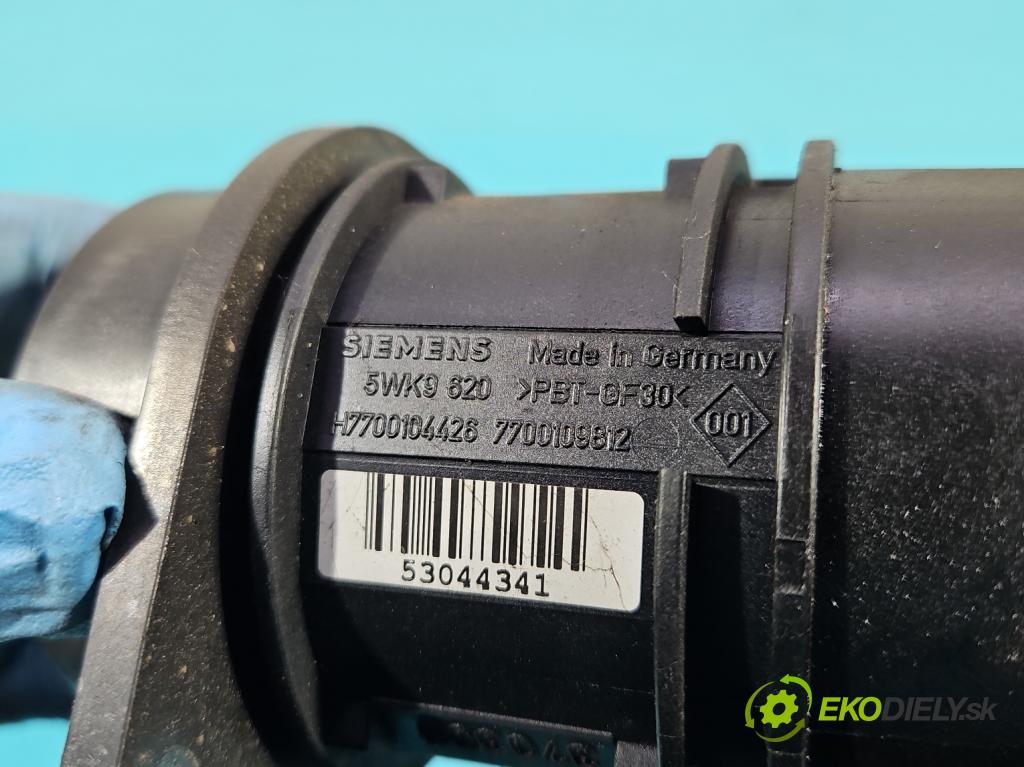 SIEMENS Made in Germany
5WK9 620 >PBT-GF30<
001
H7700104426 7700109812
53044341
EKODIELY.sk